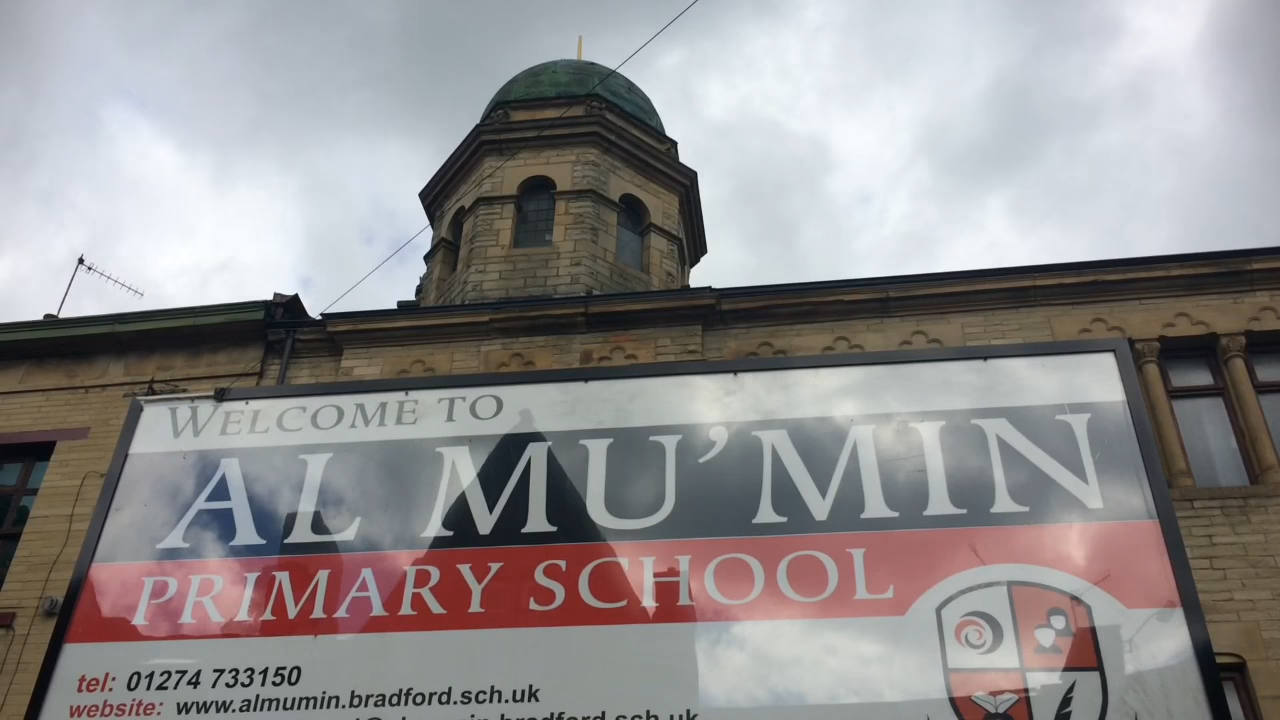 WELCOME TO
AL MU'MIN
PRIMARY SCHOOL
tel: 01274 733150
website: www.almumin.bradford.sch.uk